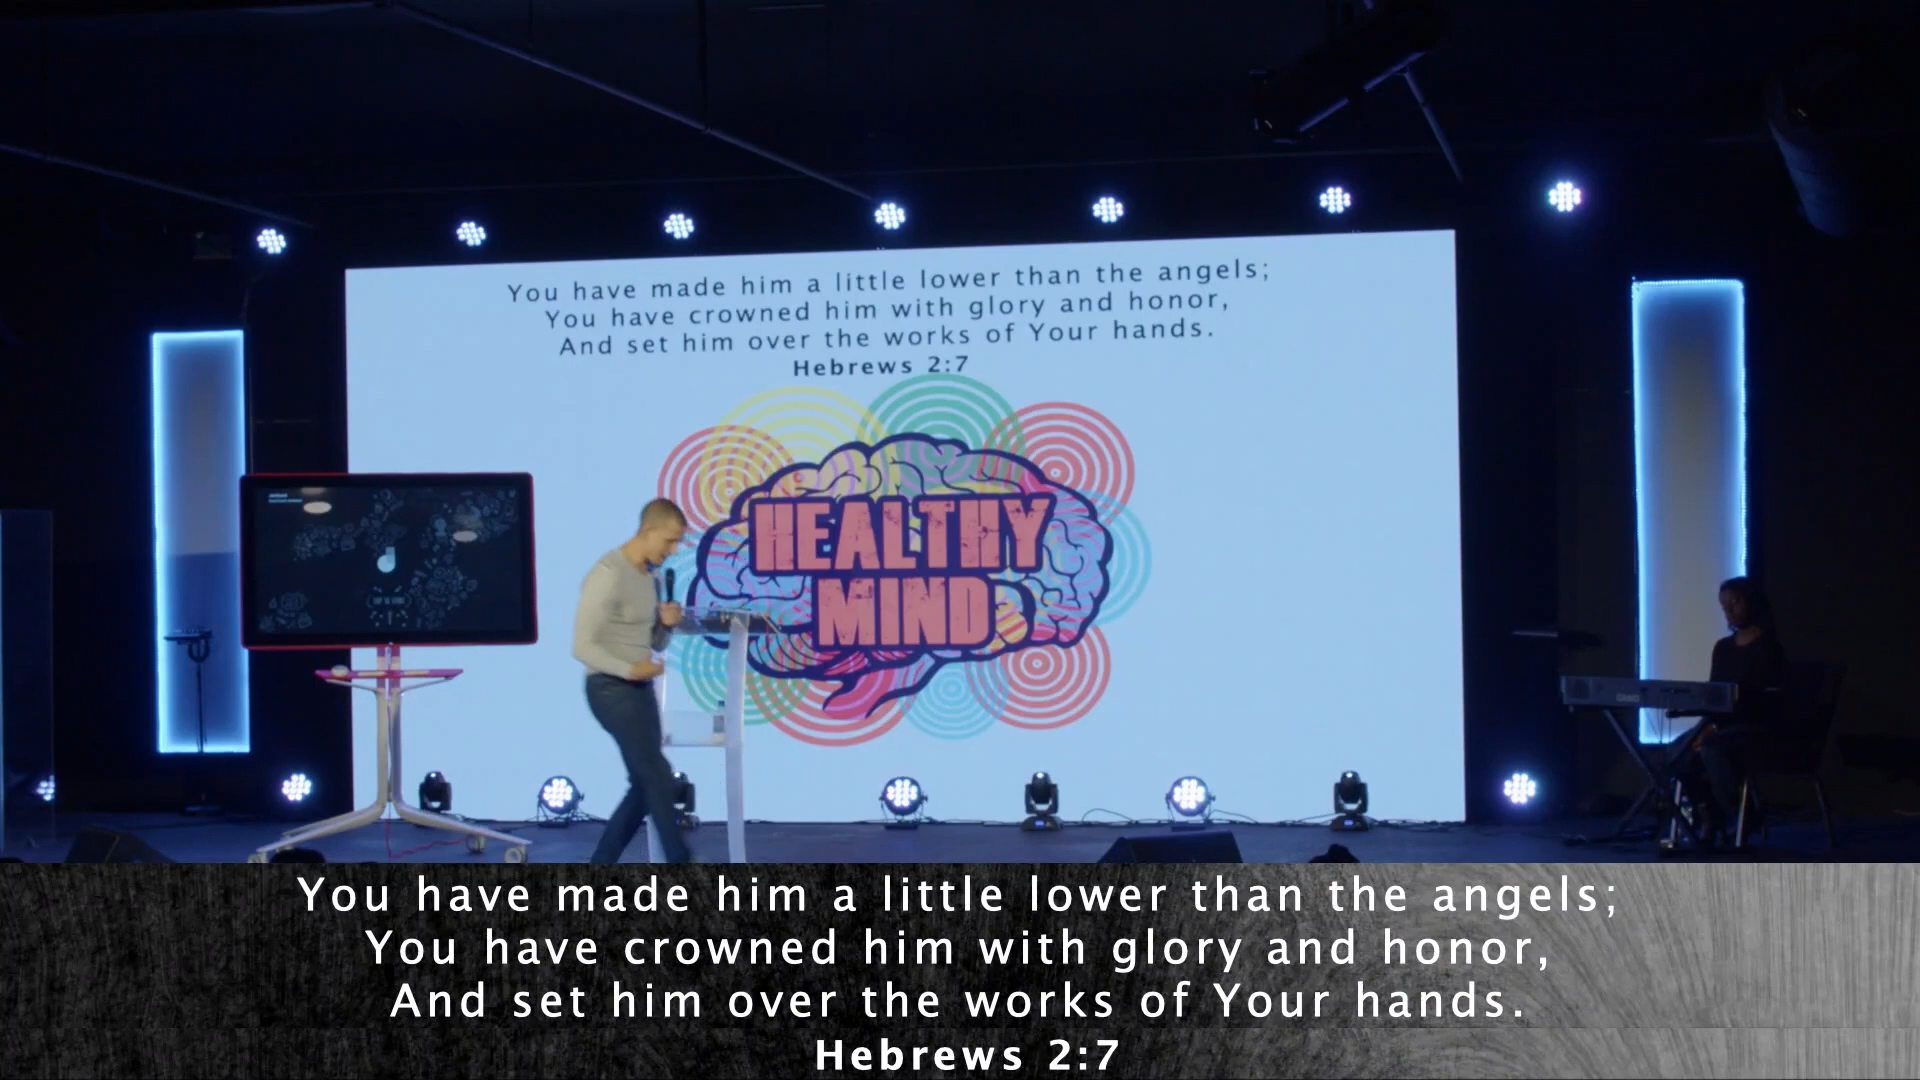 You have made him a little lower than the angels;
You have crowned him with glory and honor,
And set him over the works of Your hands.
Hebrews 2:7
HEALTHY
MIND
You have made him a little lower than the angels;
You have crowned him with glory and honor,
And set him over the works of Your hands.
Hebrews 2:7